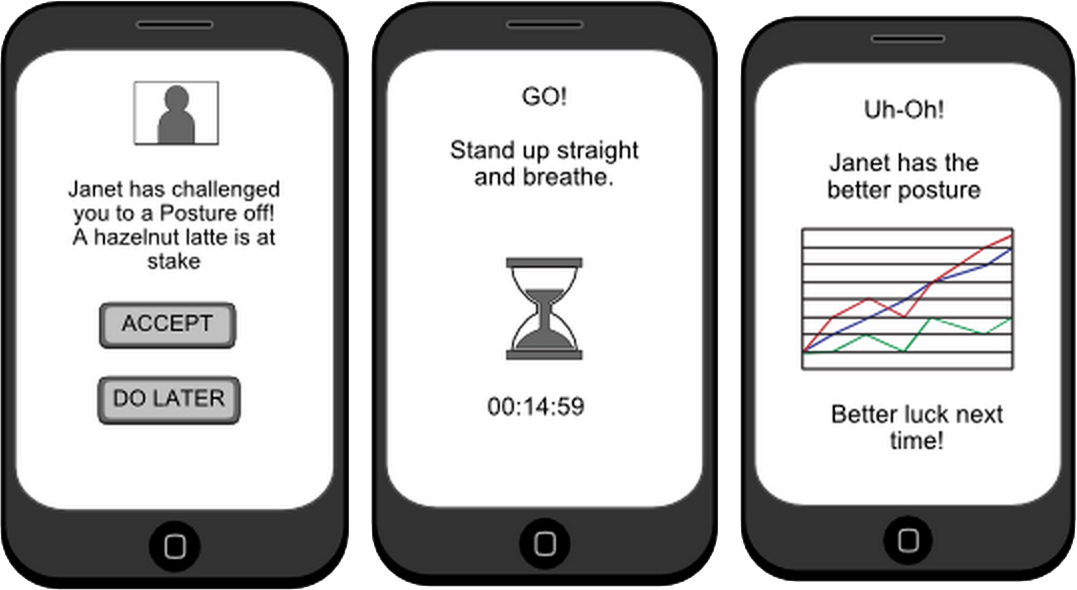 Janet has challenged
you to a Posture off!
A hazelnut latte is at
stake
ACCEPT
DO LATER
GO!
Stand up straight
and breathe.
00:14:59
Uh-Oh!
Janet has the
better posture
Better luck next
time!